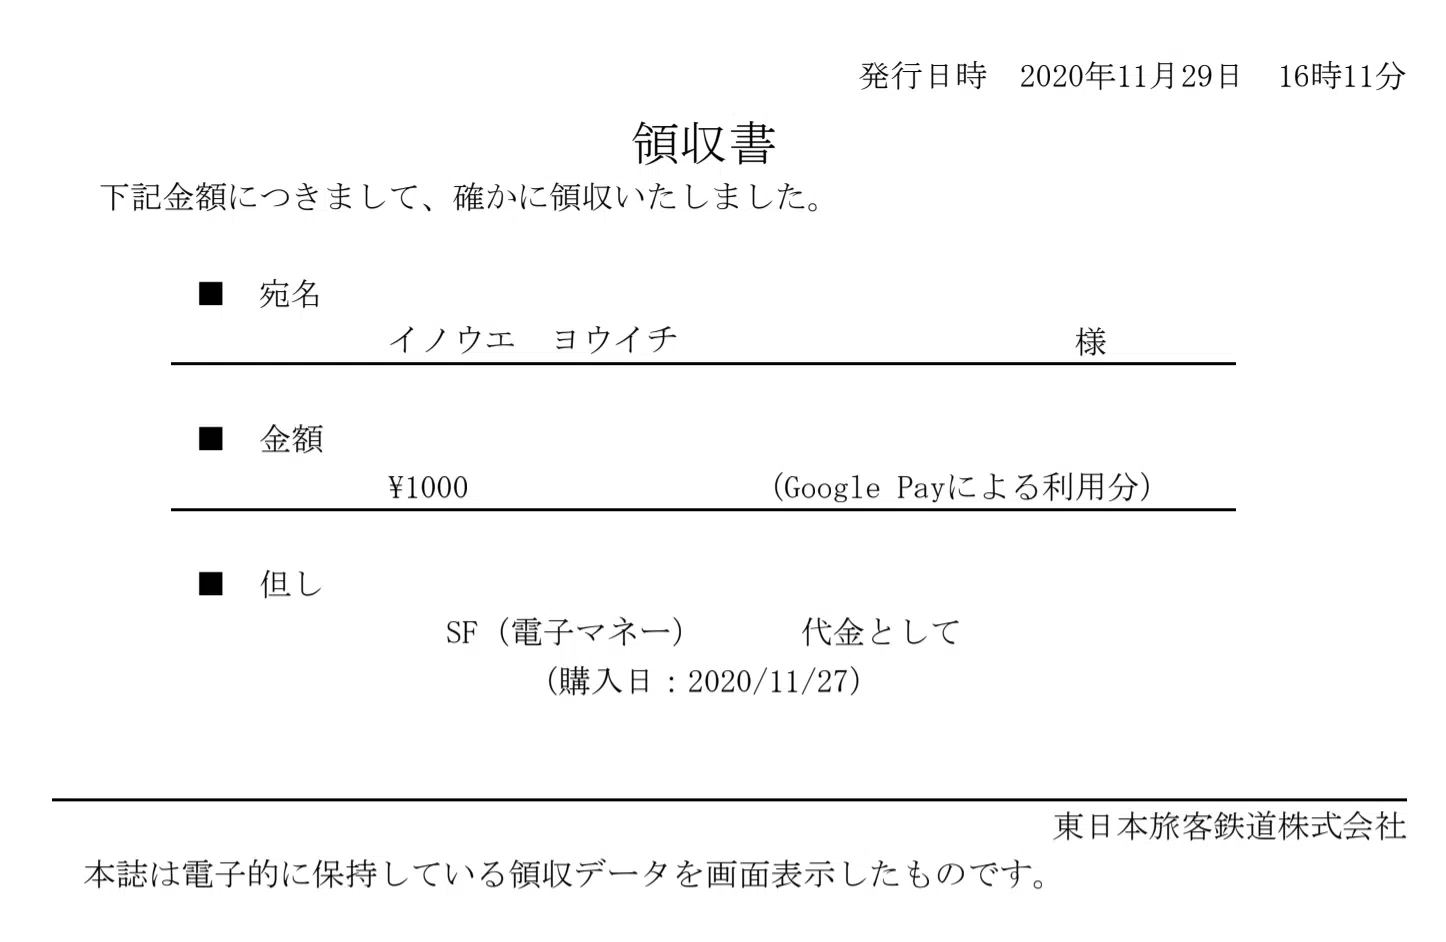 発行日時　2020年11月29日　16時11分
領収書
下記金額につきまして、確かに領収いたしました。
■　宛名
イノウエ　ヨウイチ　様
■　金額
¥1000　(Google Payによる利用分)
■　但し
SF（電子マネー）　代金として
(購入日：2020/11/27)
東日本旅客鉄道株式会社
本誌は電子的に保持している領収データを画面表示したものです。